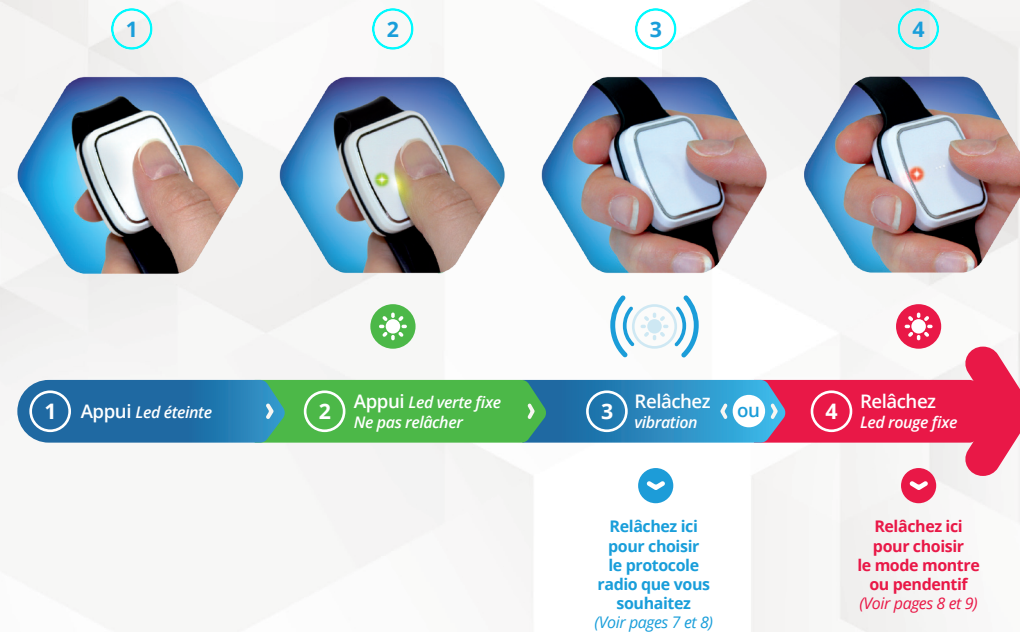 1
2
3
4
1 Appui Led éteinte
2 Appui Led verte fixe
Ne pas relâcher
3 Relâchez
vibration
ou
4 Relâchez
Led rouge fixe
Relâchez ici
pour choisir
le protocole
radio que vous
souhaitez
(Voir pages 7 et 8)
Relâchez ici
pour choisir
le mode montre
ou pendentif
(Voir pages 8 et 9)